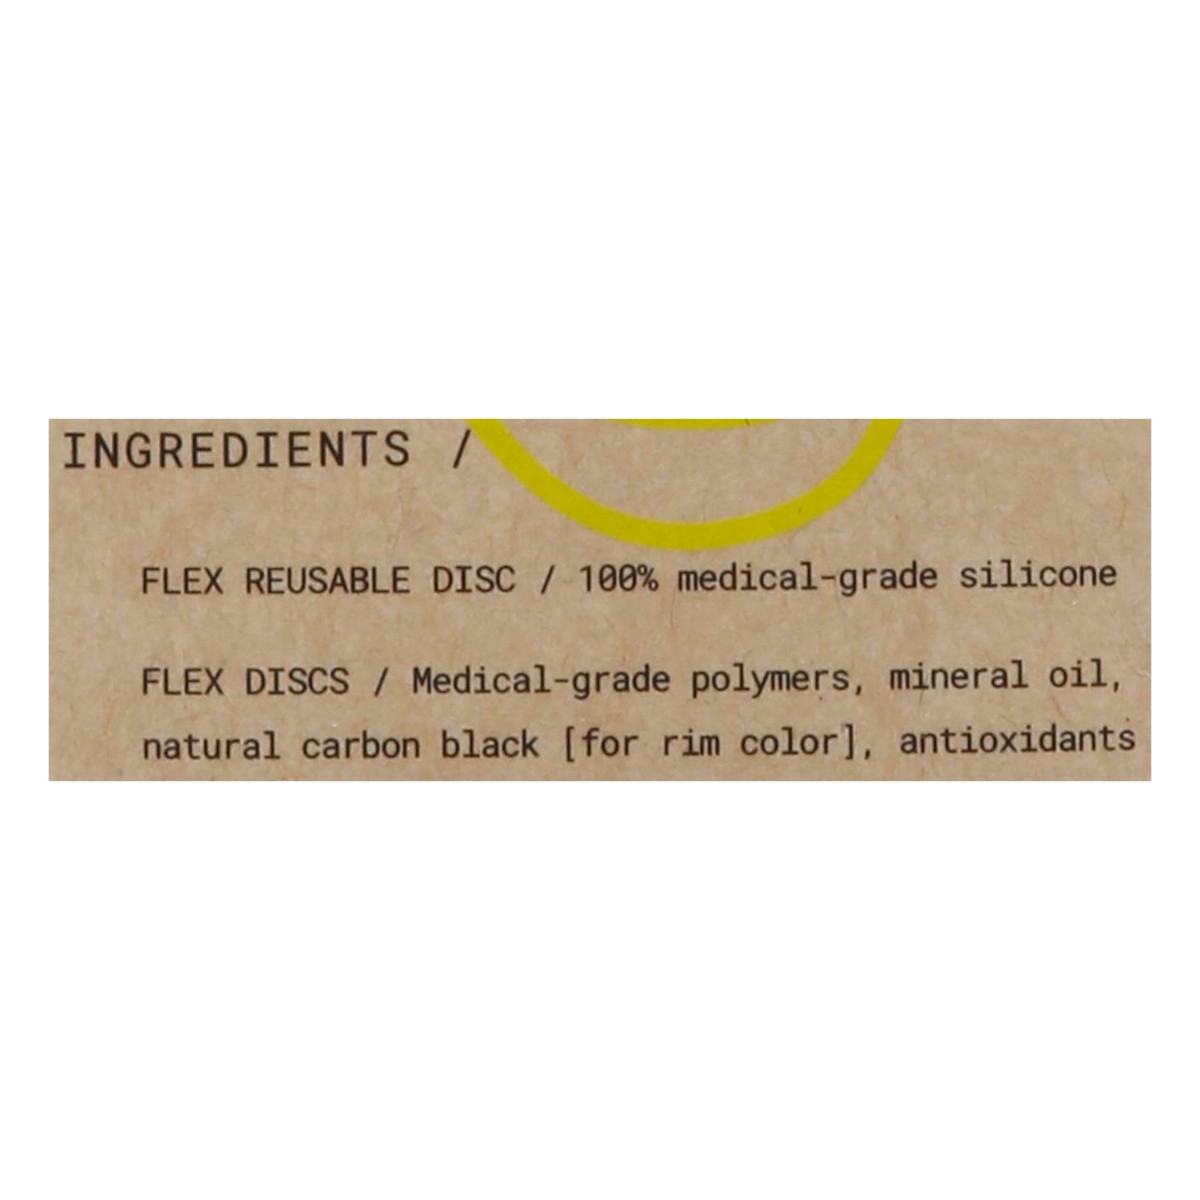 INGREDIENTS /
FLEX REUSABLE DISC / 100% medical-grade silicone
FLEX DISCS / Medical-grade polymers, mineral oil,
natural carbon black [for rim color], antioxidants